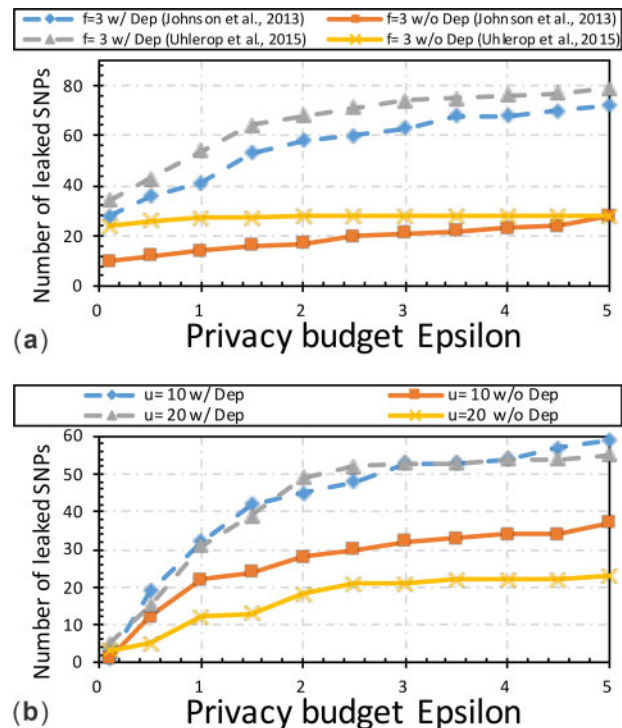 f=3 w/ Dep (Johnson et al., 2013) f=3 w/o Dep (Johnson et al., 2013)
f= 3 w/ Dep (Uhlerop et al., 2015) f= 3 w/o Dep (Uhlerop et al., 2015)
80
60
40
20
0
Number of leaked SNPs
0 1 2 3 4 5
(a) Privacy budget Epsilon
u= 10 w/ Dep u= 10 w/o Dep
u= 20 w/ Dep u=20 w/o Dep
60
50
40
30
20
10
0
Number of leaked SNPs
0 1 2 3 4 5
(b) Privacy budget Epsilon